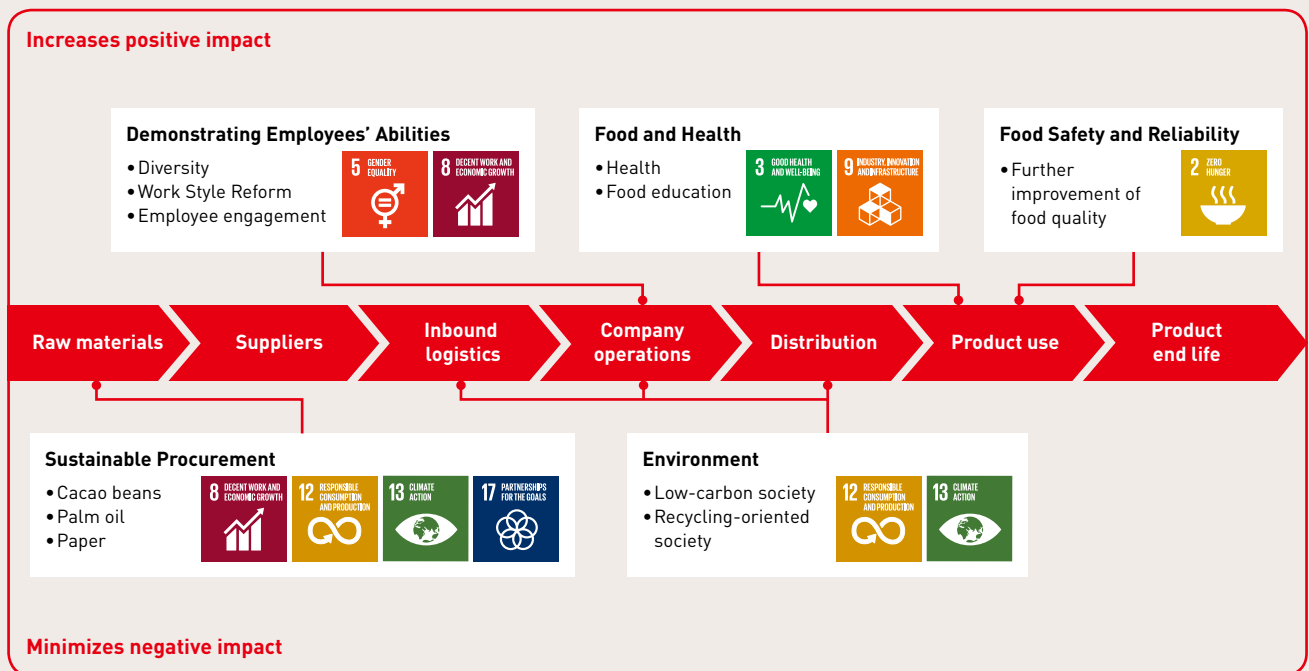 Increases positive impact
Demonstrating Employees' Abilities
•Diversity
•Work Style Reform
•Employee engagement
5 GENDER
EQUALITY
8 DECENT WORK AND
ECONOMIC GROWTH
Food and Health
•Health
•Food education
3 GOOD HEALTH
AND WELL-BEING
9 INDUSTRY, INNOVATION
AND INFRASTRUCTURE
Food Safety and Reliability
•Further
improvement of
food quality
2 ZERO
HUNGER
Raw materials
Suppliers
Inbound
logistics
Company
operations
Distribution
Product use
Product
end life
Sustainable Procurement
•Cacao beans
•Palm oil
•Paper
8 DECENT WORK AND
ECONOMIC GROWTH
12 RESPONSIBLE
CONSUMPTION
AND PRODUCTION
13 CLIMATE
ACTION
17 PARTNERSHIPS
FOR THE GOALS
Environment
•Low-carbon society
•Recycling-oriented
society
12 RESPONSIBLE
CONSUMPTION
AND PRODUCTION
13 CLIMATE
ACTION
Minimizes negative impact